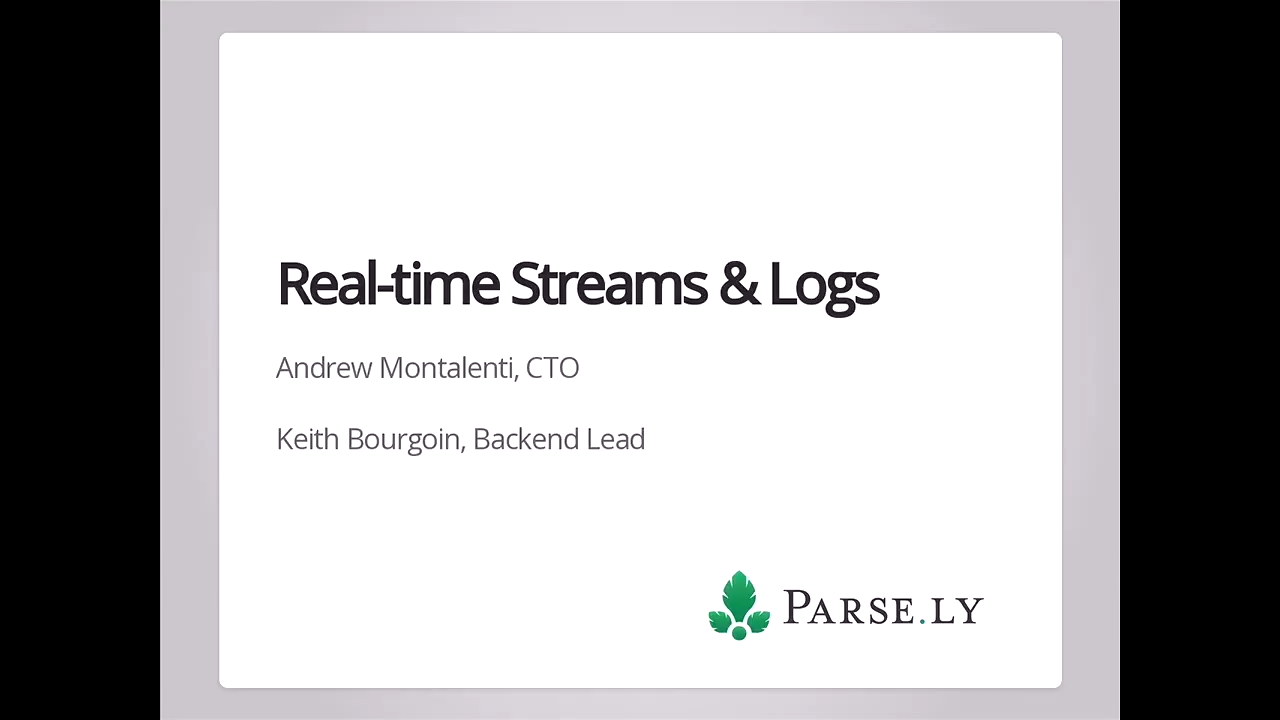 Real-time Streams & Logs
Andrew Montalenti, CTO
Keith Bourgoin, Backend Lead
PARSE.LY